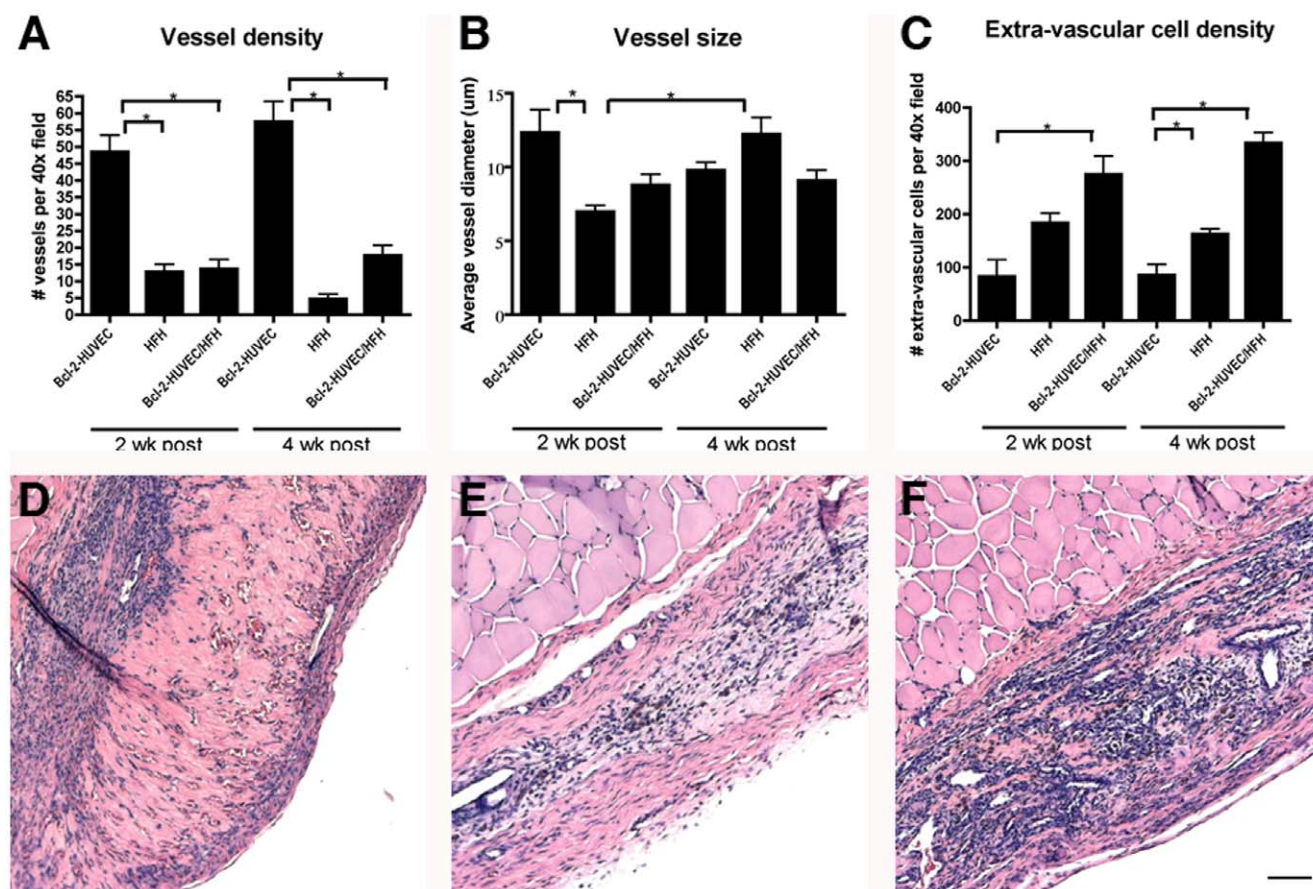 A
Vessel density
# vessels per 40x field
65
60
55
50
45
40
35
30
25
20
15
10
5
0
*
*
*
*
Bcl-2-HUVEC
HFH
Bcl-2-HUVEC/HFH
Bcl-2-HUVEC
HFH
Bcl-2-HUVEC/HFH
2 wk post
4 wk post
B
Vessel size
Average vessel diameter (um)
15
10
5
0
*
*
Bcl-2-HUVEC
HFH
Bcl-2-HUVEC/HFH
Bcl-2-HUVEC
HFH
Bcl-2-HUVEC/HFH
2 wk post
4 wk post
C
Extra-vascular cell density
# extra-vascular cells per 40x field
400
300
200
100
0
*
*
*
Bcl-2-HUVEC
HFH
Bcl-2-HUVEC/HFH
Bcl-2-HUVEC
HFH
Bcl-2-HUVEC/HFH
2 wk post
4 wk post
D
E
F